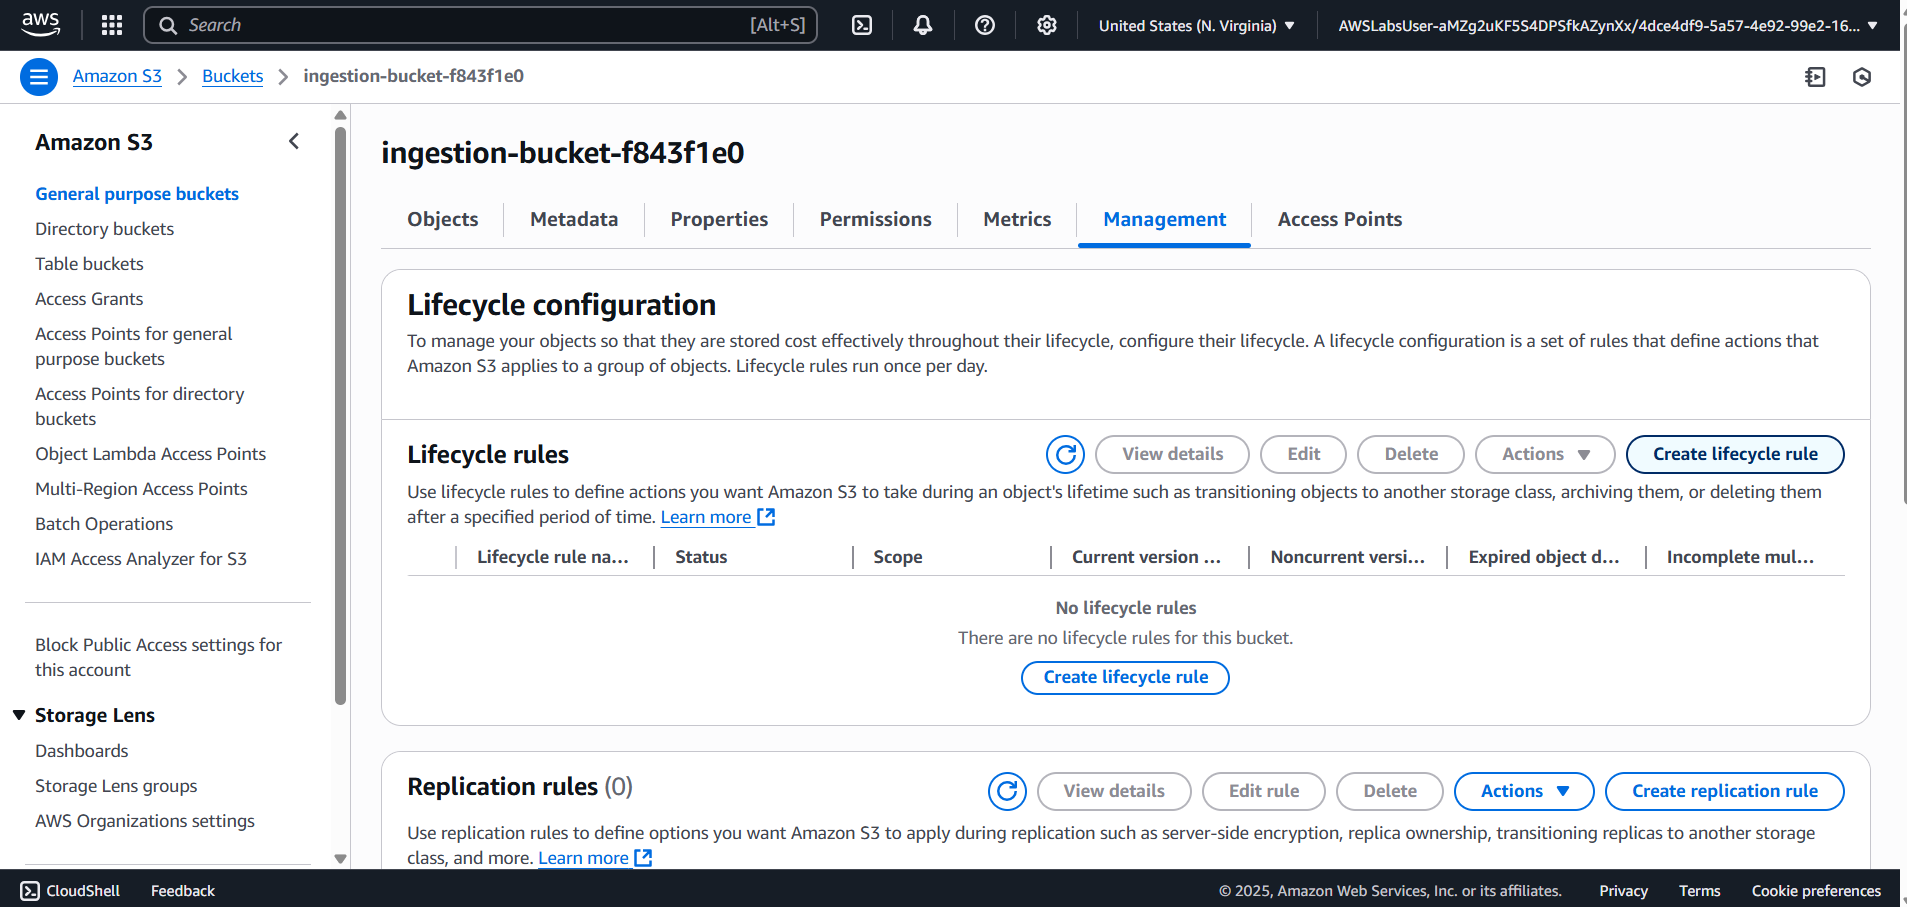 aws
Search
[Alt+S]
United States (N. Virginia)
AWSLabsUser-aMZg2uKF5S4DPSfkAZynXx/4dce4df9-5a57-4e92-99e2-16...
Amazon S3
Buckets
ingestion-bucket-f843f1e0
Amazon S3
General purpose buckets
Directory buckets
Table buckets
Access Grants
Access Points for general
purpose buckets
Access Points for directory
buckets
Object Lambda Access Points
Multi-Region Access Points
Batch Operations
IAM Access Analyzer for S3
Block Public Access settings for
this account
Storage Lens
Dashboards
Storage Lens groups
AWS Organizations settings
ingestion-bucket-f843f1e0
Objects
Metadata
Properties
Permissions
Metrics
Management
Access Points
Lifecycle configuration
To manage your objects so that they are stored cost effectively throughout their lifecycle, configure their lifecycle. A lifecycle configuration is a set of rules that define actions that
Amazon S3 applies to a group of objects. Lifecycle rules run once per day.
Lifecycle rules
View details
Edit
Delete
Actions
Create lifecycle rule
Use lifecycle rules to define actions you want Amazon S3 to take during an object's lifetime such as transitioning objects to another storage class, archiving them, or deleting them
after a specified period of time. Learn more
Lifecycle rule na...
Status
Scope
Current version ...
Noncurrent versi...
Expired object d...
Incomplete mul...
No lifecycle rules
There are no lifecycle rules for this bucket.
Create lifecycle rule
Replication rules (0)
View details
Edit rule
Delete
Actions
Create replication rule
Use replication rules to define options you want Amazon S3 to apply during replication such as server-side encryption, replica ownership, transitioning replicas to another storage
class, and more. Learn more
CloudShell
Feedback
© 2025, Amazon Web Services, Inc. or its affiliates.
Privacy
Terms
Cookie preferences